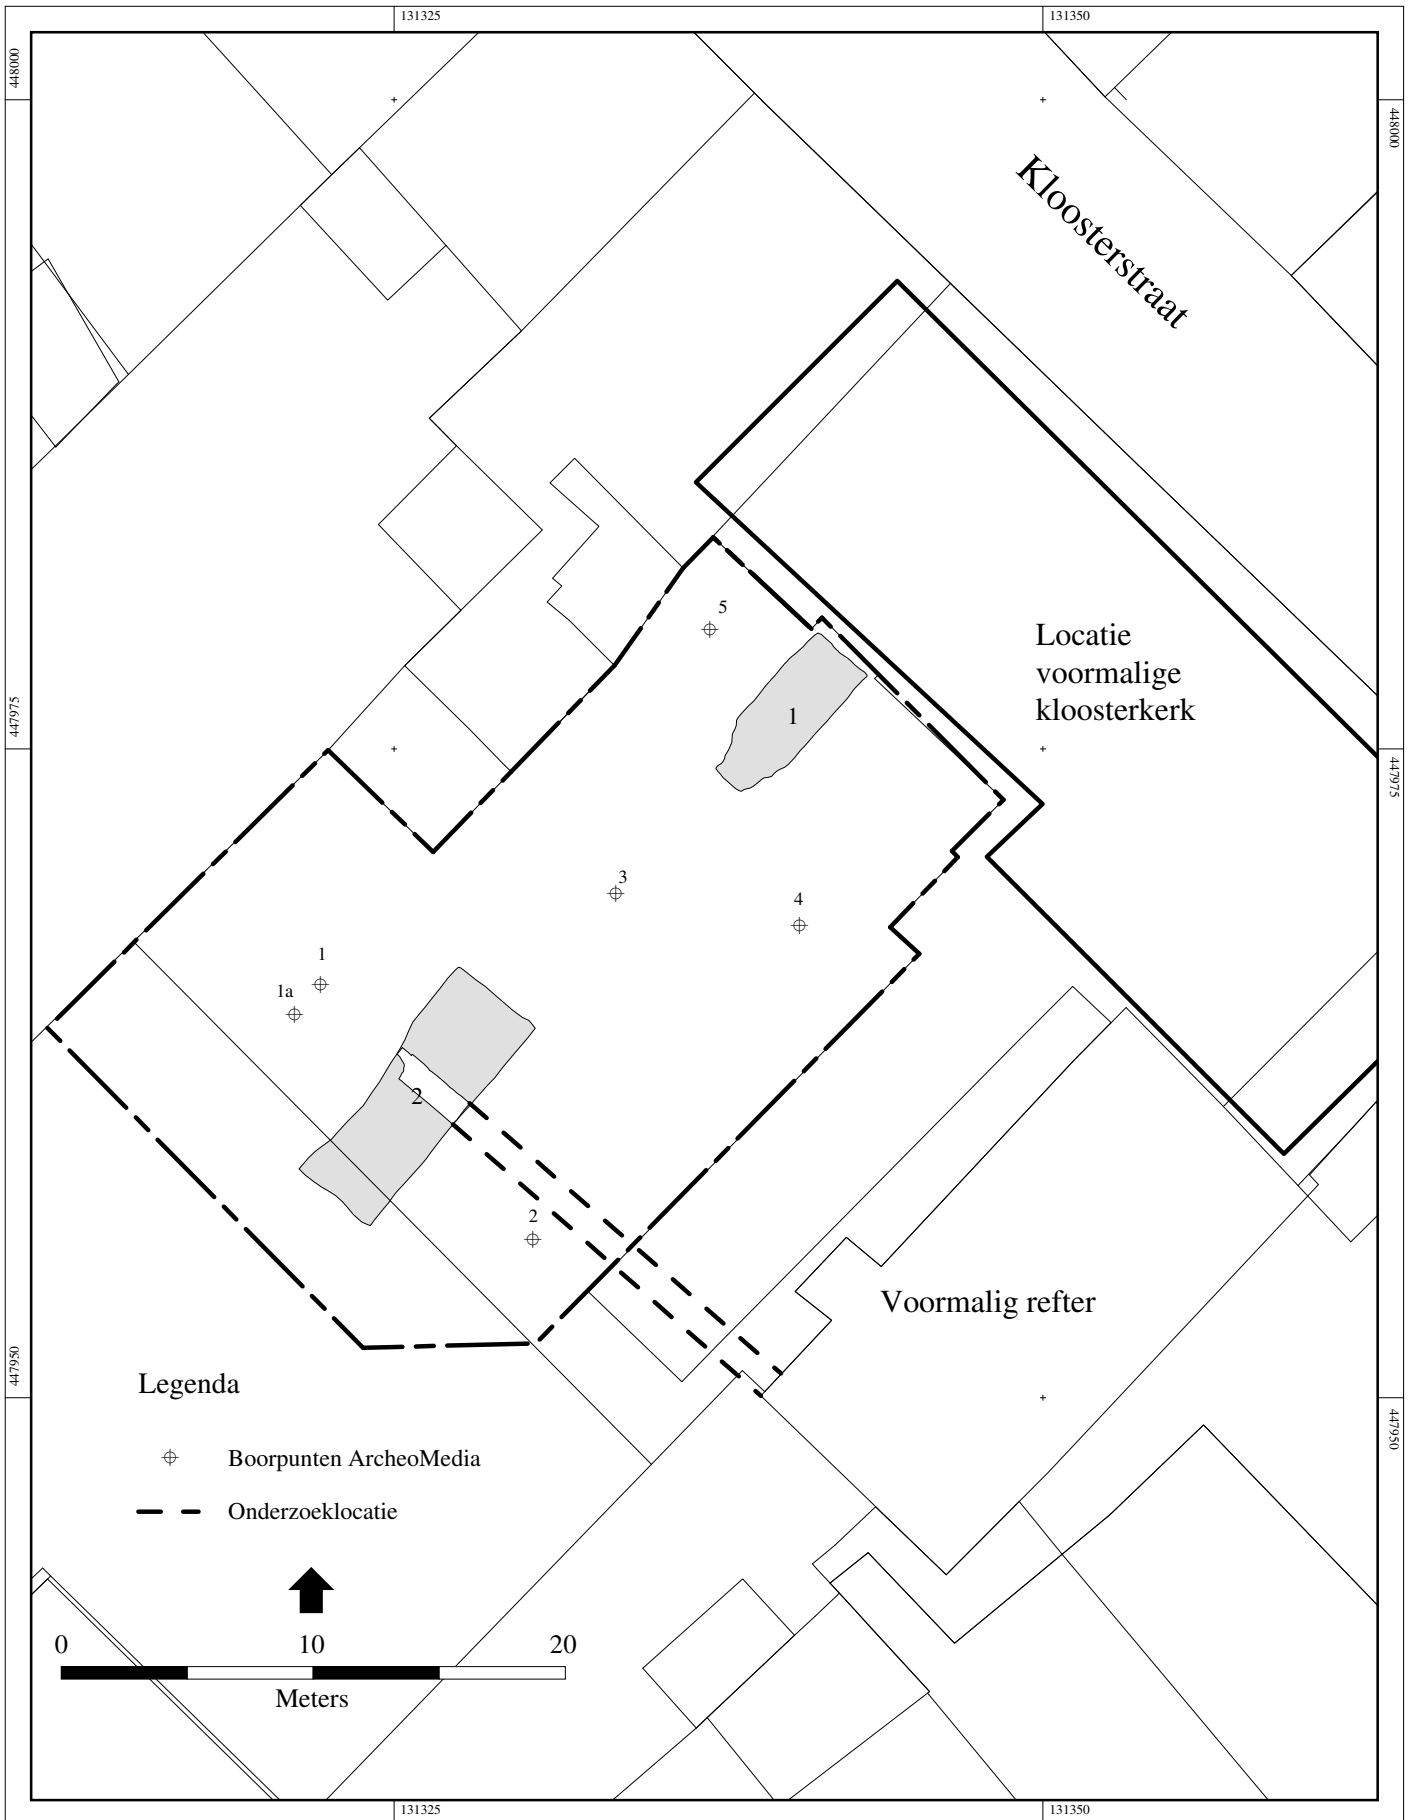 131325
131350
448000
448000
Kloosterstraat
5
Locatie
voormalige
kloosterkerk
1
447975
447975
3
4
1
1a
2
2
Voormalig refter
447950
447950
Legenda
Boorpunten ArcheoMedia
Onderzoeklocatie
0
10
20
Meters
131325
131350